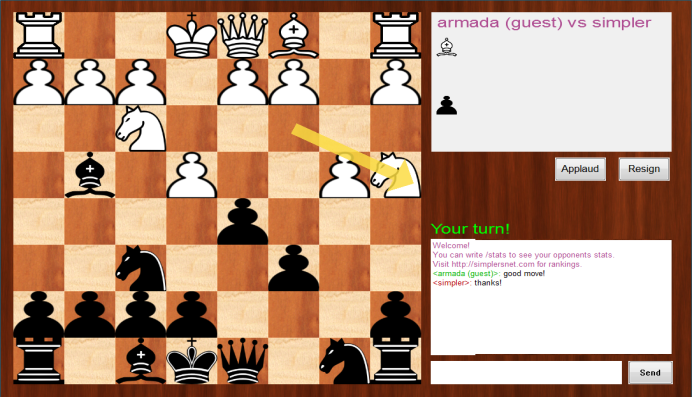 armada (guest) vs simpler
Applaud
Resign
Your turn!
Welcome!
You can write /stats to see your opponents stats.
Visit http://simplersnet.com for rankings.
<armada (guest)>: good move!
<simpler>: thanks!
Send